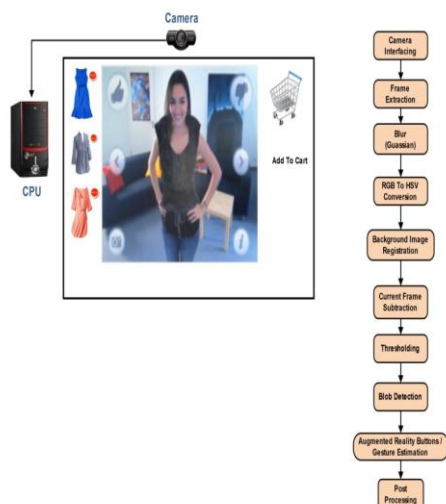 Camera
CPU
Add To Cart
Camera
Interfacing
Frame
Extraction
Blur
(Guassian)
RGB To HSV
Conversion
Background Image
Registration
Current Frame
Subtraction
Thresholding
Blob Detection
Augmented Reality Buttons /
Gesture Estimation
Post
Processing